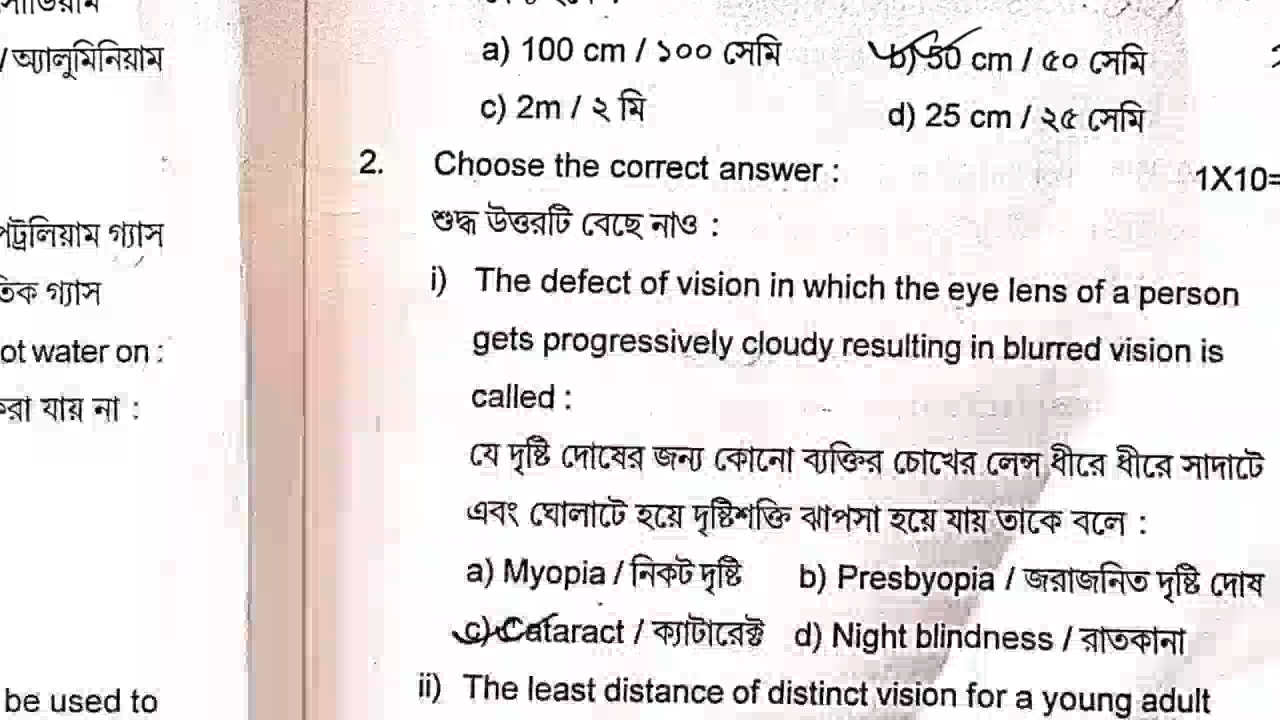 / অ্যালুমিনিয়াম
গ্যাস
গ্যাস
ot water on :
করা যায় না :
be used to
a) 100 cm / ১০০ সেমি b) 50 cm / ৫০ সেমি
c) 2m / ২ মি d) 25 cm / ২৫ সেমি
2. Choose the correct answer : 1X10=
শুদ্ধ উত্তরটি বেছে নাও :
i) The defect of vision in which the eye lens of a person
gets progressively cloudy resulting in blurred vision is
called :
যে দৃষ্টি দোষের জন্য কোনো ব্যক্তির চোখের লেন্স ধীরে ধীরে সাদাটে
এবং ঘোলাটে হয়ে দৃষ্টিশক্তি ঝাপসা হয়ে যায় তাকে বলে :
a) Myopia / নিকট দৃষ্টি b) Presbyopia / জরাজনিত দৃষ্টি দোষ
c) Cataract / ক্যাটারেক্ট d) Night blindness / রাতকানা
ii) The least distance of distinct vision for a young adult